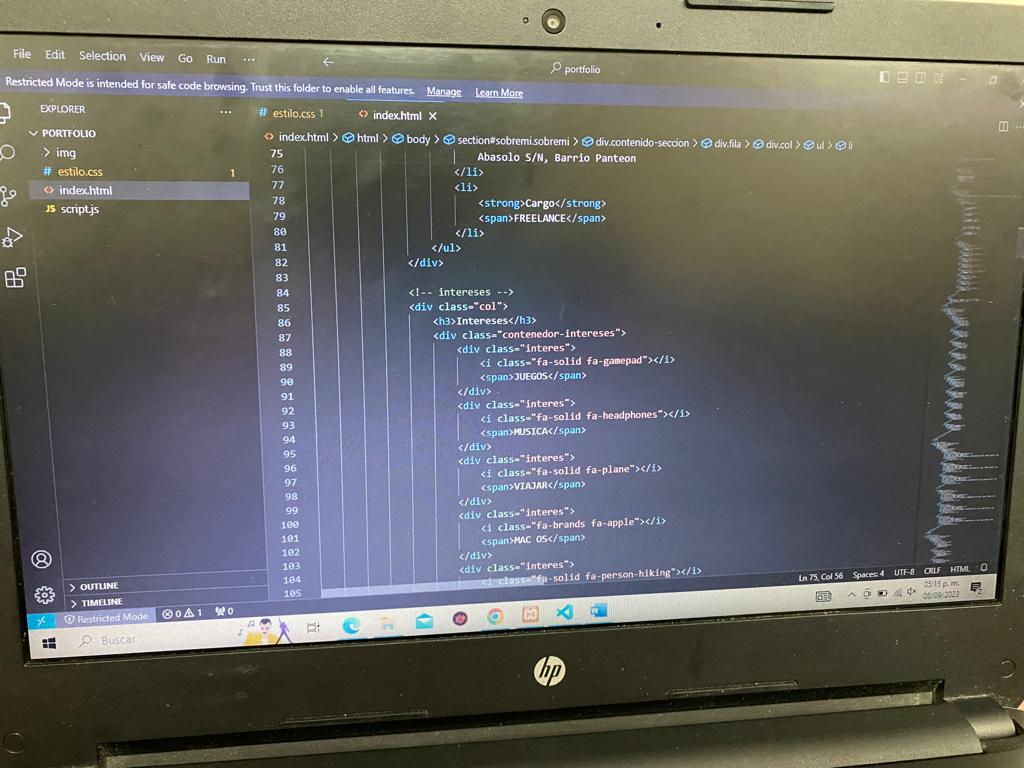 File Edit Selection View Go Run ...
portfolio
Restricted Mode is intended for safe code browsing. Trust this folder to enable all features. Manage Learn More
EXPLORER ...
PORTFOLIO
img
# estilo.css 1
<> index.html
JS script.js
OUTLINE
TIMELINE
# estilo.css 1 <> index.html
<> index.html > html > body > section#sobremi.sobremi > div.contenido-seccion > div.fila > div.col > ul > li
75 Abasolo S/N, Barrio Panteon
76 </li>
77 <li>
78 <strong>Cargo</strong>
79 <span>FREELANCE</span>
80 </li>
81 </ul>
82 </div>
83
84 <!-- intereses -->
85 <div class="col">
86 <h3>Intereses</h3>
87 <div class="contenedor-intereses">
88 <div class="interes">
89 <i class="fa-solid fa-gamepad"></i>
90 <span>JUEGOS</span>
91 </div>
92 <div class="interes">
93 <i class="fa-solid fa-headphones"></i>
94 <span>MUSICA</span>
95 </div>
96 <div class="interes">
97 <i class="fa-solid fa-plane"></i>
98 <span>VIAJAR</span>
99 </div>
100 <div class="interes">
101 <i class="fa-brands fa-apple"></i>
102 <span>MAC OS</span>
103 </div>
104 <div class="interes">
105 <i class="fa-solid fa-person-hiking"></i>
Restricted Mode 0 1 0
Ln 75, Col 56 Spaces: 4 UTF-8 CRLF HTML
Buscar
05:15 p. m.
08/09/2023
2
hp